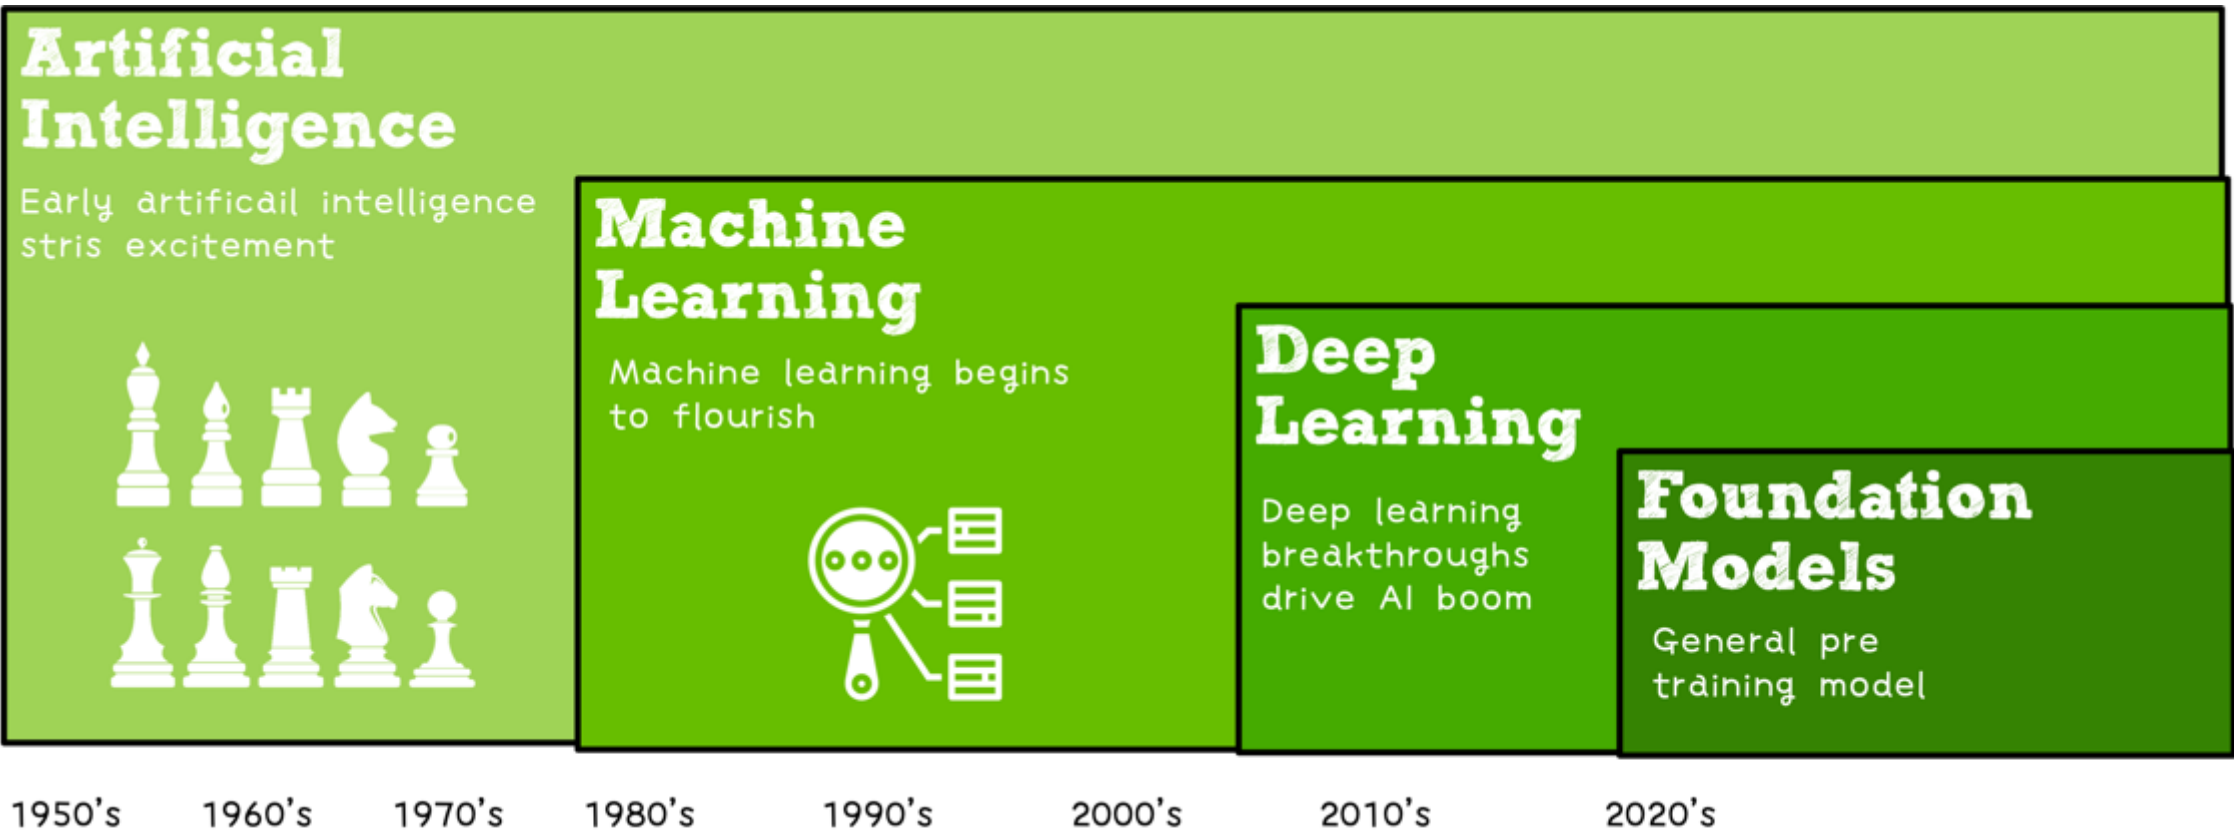 Artificial
Intelligence
Early artificail intelligence
stris excitement
Machine
Learning
Machine learning begins
to flourish
Deep
Learning
Deep learning
breakthroughs
drive AI boom
Foundation
Models
General pre
training model
1950's 1960's 1970's 1980's 1990's 2000's 2010's 2020's